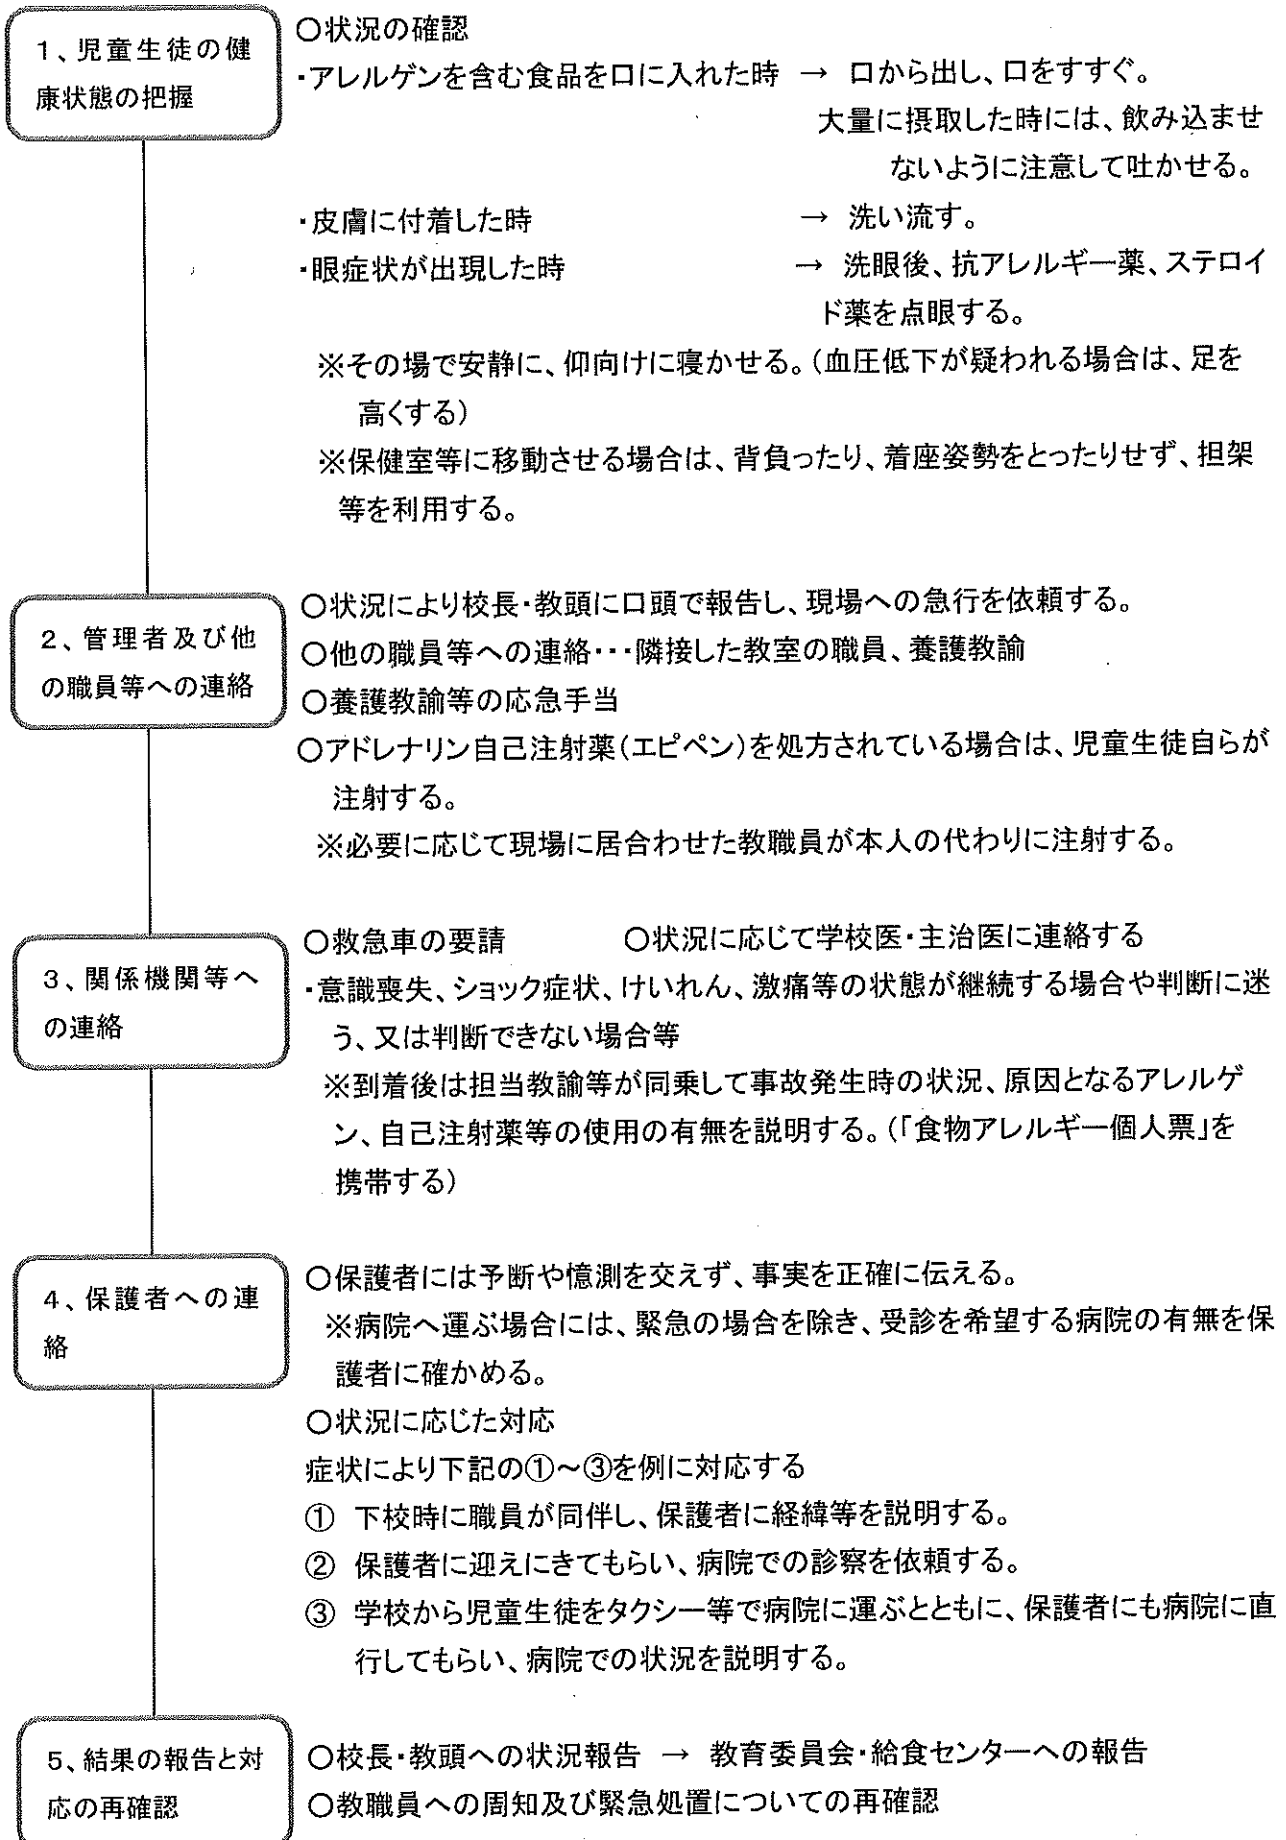 1、児童生徒の健
康状態の把握
○状況の確認
・アレルゲンを含む食品を口に入れた時 → 口から出し、口をすすぐ。
大量に摂取した時には、飲み込ませ
ないように注意して吐かせる。
・皮膚に付着した時 → 洗い流す。
・眼症状が出現した時 → 洗眼後、抗アレルギー薬、ステロイ
ド薬を点眼する。
※その場で安静に、仰向けに寝かせる。(血圧低下が疑われる場合は、足を
高くする)
※保健室等に移動させる場合は、背負ったり、着座姿勢をとったりせず、担架
等を利用する。
2、管理者及び他
の職員等への連絡
○状況により校長・教頭に口頭で報告し、現場への急行を依頼する。
○他の職員等への連絡・・・隣接した教室の職員、養護教諭
○養護教諭等の応急手当
○アドレナリン自己注射薬(エピペン)を処方されている場合は、児童生徒自らが
注射する。
※必要に応じて現場に居合わせた教職員が本人の代わりに注射する。
3、関係機関等へ
の連絡
○救急車の要請 ○状況に応じて学校医・主治医に連絡する
・意識喪失、ショック症状、けいれん、激痛等の状態が継続する場合や判断に迷
う、又は判断できない場合等
※到着後は担当教諭等が同乗して事故発生時の状況、原因となるアレルゲ
ン、自己注射薬等の使用の有無を説明する。(「食物アレルギー個人票」を
携帯する)
4、保護者への連
絡
○保護者には予断や憶測を交えず、事実を正確に伝える。
※病院へ運ぶ場合には、緊急の場合を除き、受診を希望する病院の有無を保
護者に確かめる。
○状況に応じた対応
症状により下記の①～③を例に対応する
① 下校時に職員が同伴し、保護者に経緯等を説明する。
② 保護者に迎えにきてもらい、病院での診察を依頼する。
③ 学校から児童生徒をタクシー等で病院に運ぶとともに、保護者にも病院に直
行してもらい、病院での状況を説明する。
5、結果の報告と対
応の再確認
○校長・教頭への状況報告 → 教育委員会・給食センターへの報告
○教職員への周知及び緊急処置についての再確認